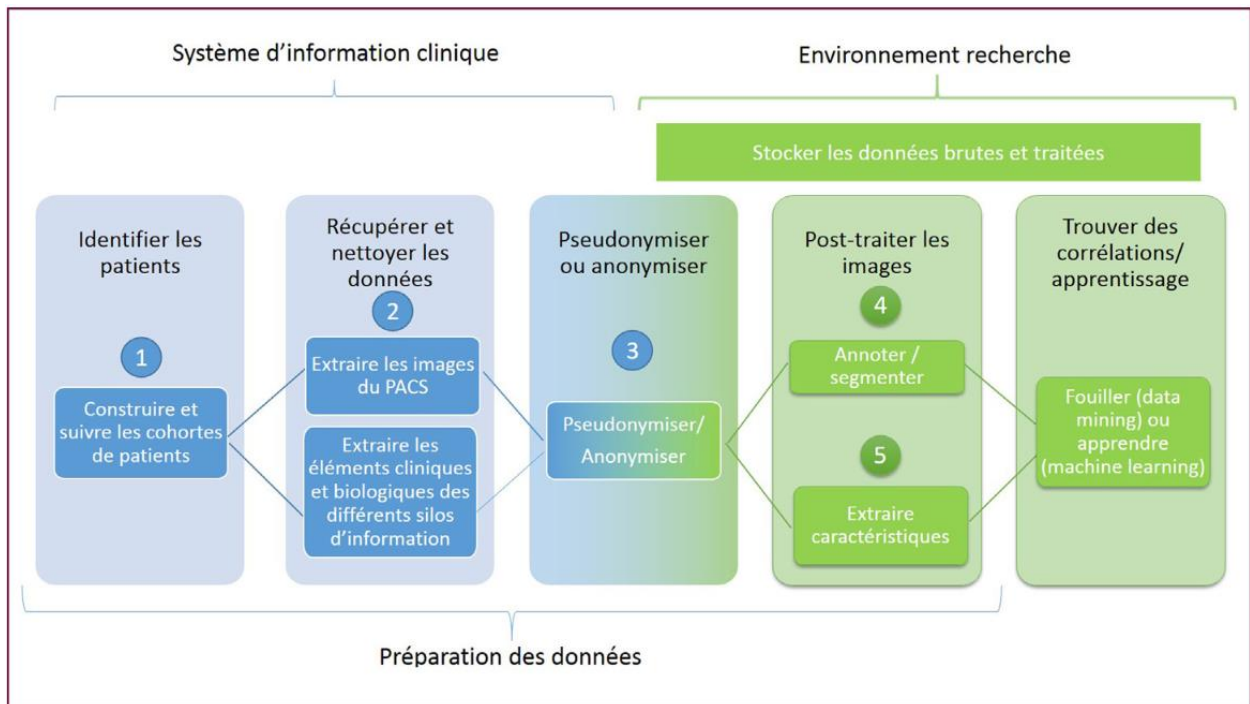 Système d'information clinique
Environnement recherche
Stocker les données brutes et traitées
Identifier les
patients
1
Construire et
suivre les cohortes
de patients
Récupérer et
nettoyer les
données
2
Extraire les images
du PACS
Extraire les
éléments cliniques
et biologiques des
différents silos
d'information
Pseudonymiser
ou anonymiser
3
Pseudonymiser/
Anonymiser
Post-traiter les
images
4
Annoter /
segmenter
5
Extraire
caractéristiques
Trouver des
corrélations/
apprentissage
Fouiller (data
mining) ou
apprendre
(machine learning)
Préparation des données